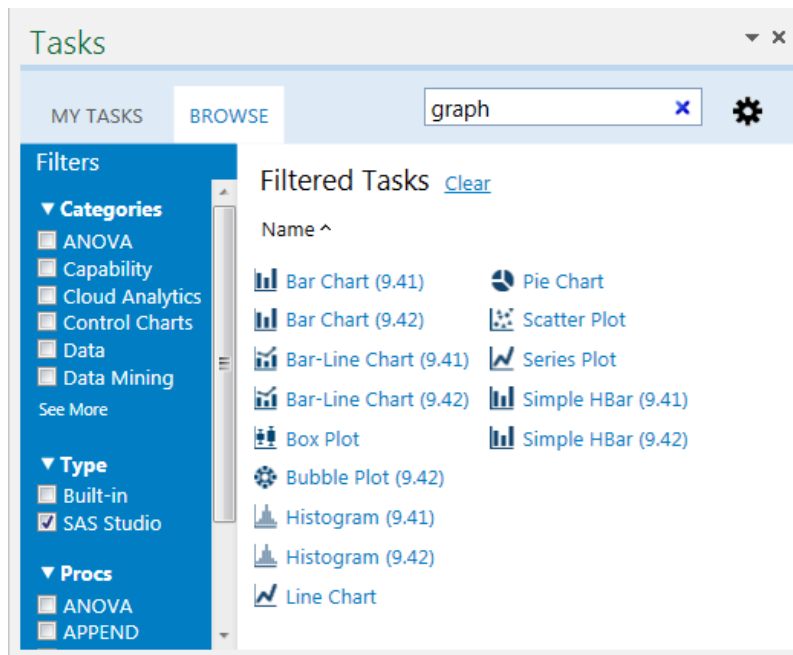 Tasks
MY TASKS
BROWSE
graph
Filters
Categories
ANOVA
Capability
Cloud Analytics
Control Charts
Data
Data Mining
See More
Type
Built-in
SAS Studio
Procs
ANOVA
APPEND
Filtered Tasks Clear
Name
Bar Chart (9.41)
Bar Chart (9.42)
Bar-Line Chart (9.41)
Bar-Line Chart (9.42)
Box Plot
Bubble Plot (9.42)
Histogram (9.41)
Histogram (9.42)
Line Chart
Pie Chart
Scatter Plot
Series Plot
Simple HBar (9.41)
Simple HBar (9.42)